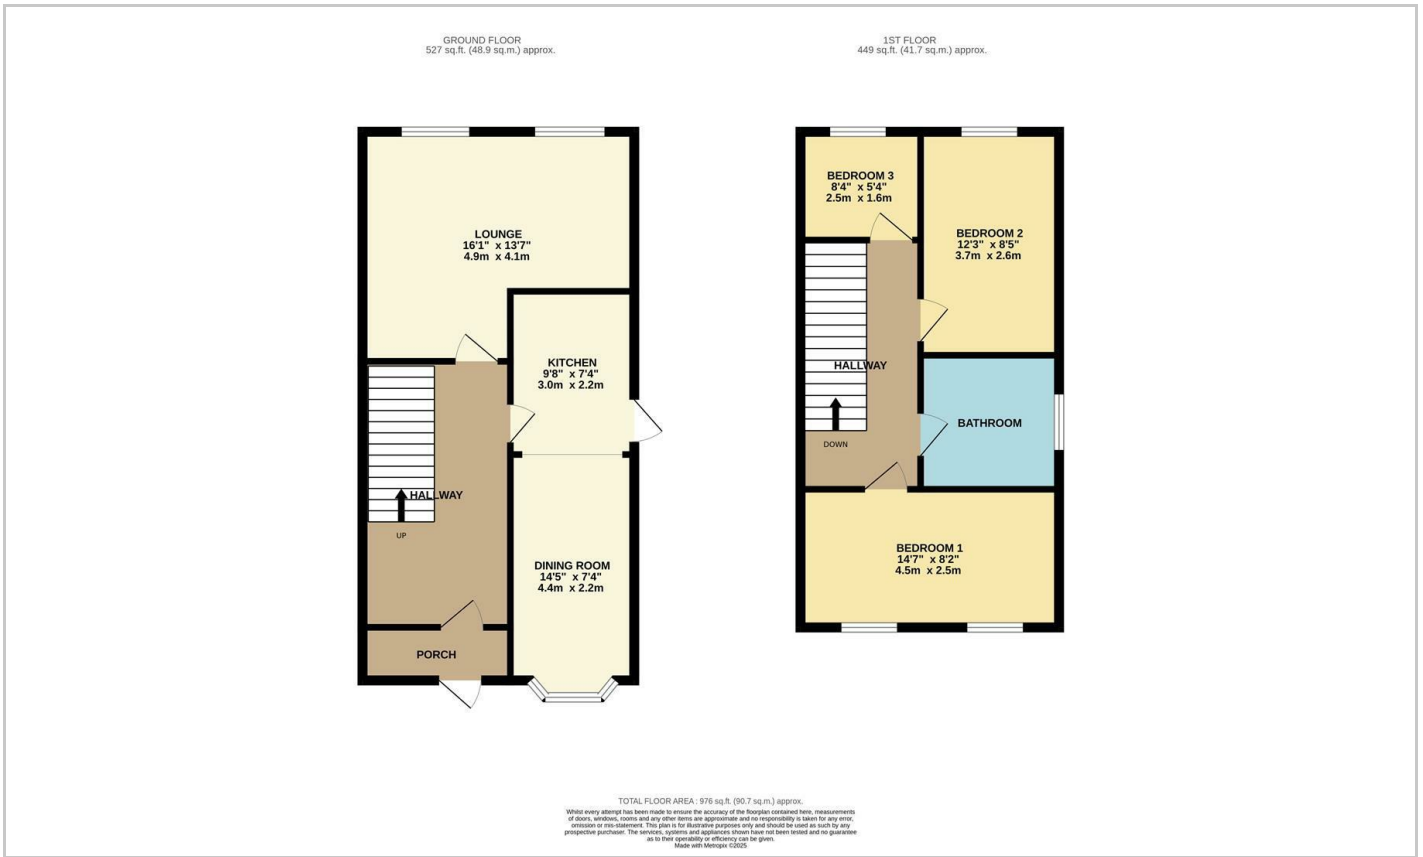 GROUND FLOOR
527 sq.ft. (48.9 sq.m.) approx.
1ST FLOOR
449 sq.ft. (41.7 sq.m.) approx.
LOUNGE
16'1" x 13'7"
4.9m x 4.1m
KITCHEN
9'8" x 7'4"
3.0m x 2.2m
HALLWAY
UP
DINING ROOM
14'5" x 7'4"
4.4m x 2.2m
PORCH
BEDROOM 3
8'4" x 5'4"
2.5m x 1.6m
BEDROOM 2
12'3" x 8'5"
3.7m x 2.6m
HALLWAY
DOWN
BATHROOM
BEDROOM 1
14'7" x 8'2"
4.5m x 2.5m
TOTAL FLOOR AREA : 976 sq.ft. (90.7 sq.m.) approx.
Whilst every attempt has been made to ensure the accuracy of the floorplan contained here, measurements
of doors, windows, rooms and any other items are approximate and no responsibility is taken for any error,
omission or mis-statement. This plan is for illustrative purposes only and should be used as such by any
prospective purchaser. The services, systems and appliances shown have not been tested and no guarantee
as to their operability or efficiency can be given.
Made with Metropix ©2025